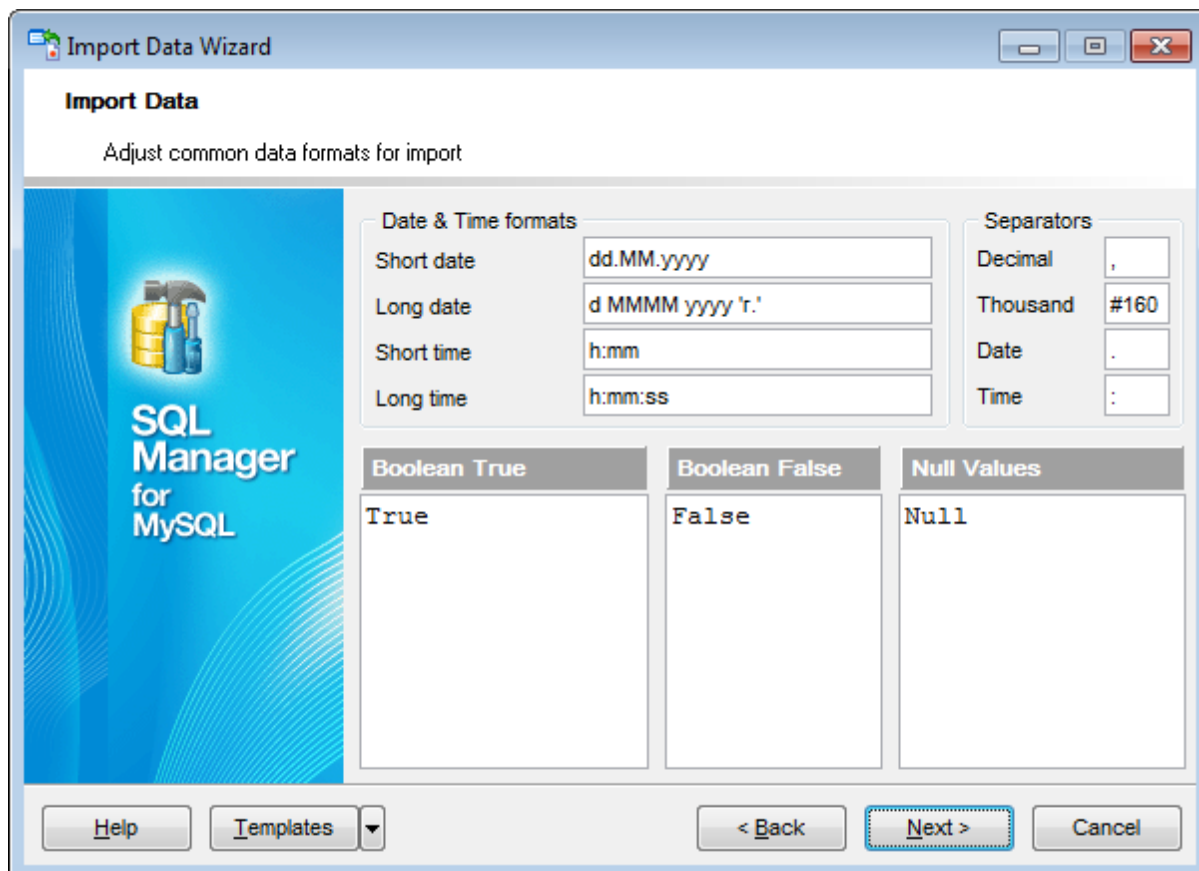 Import Data Wizard
Import Data
Adjust common data formats for import
Date & Time formats
Short date dd.MM.yyyy
Long date d MMMM yyyy 'г.'
Short time h:mm
Long time h:mm:ss
Separators
Decimal ,
Thousand #160
Date .
Time :
SQL
Manager
for
MySQL
Boolean True
True
Boolean False
False
Null Values
Null
Help
Templates
< Back
Next >
Cancel